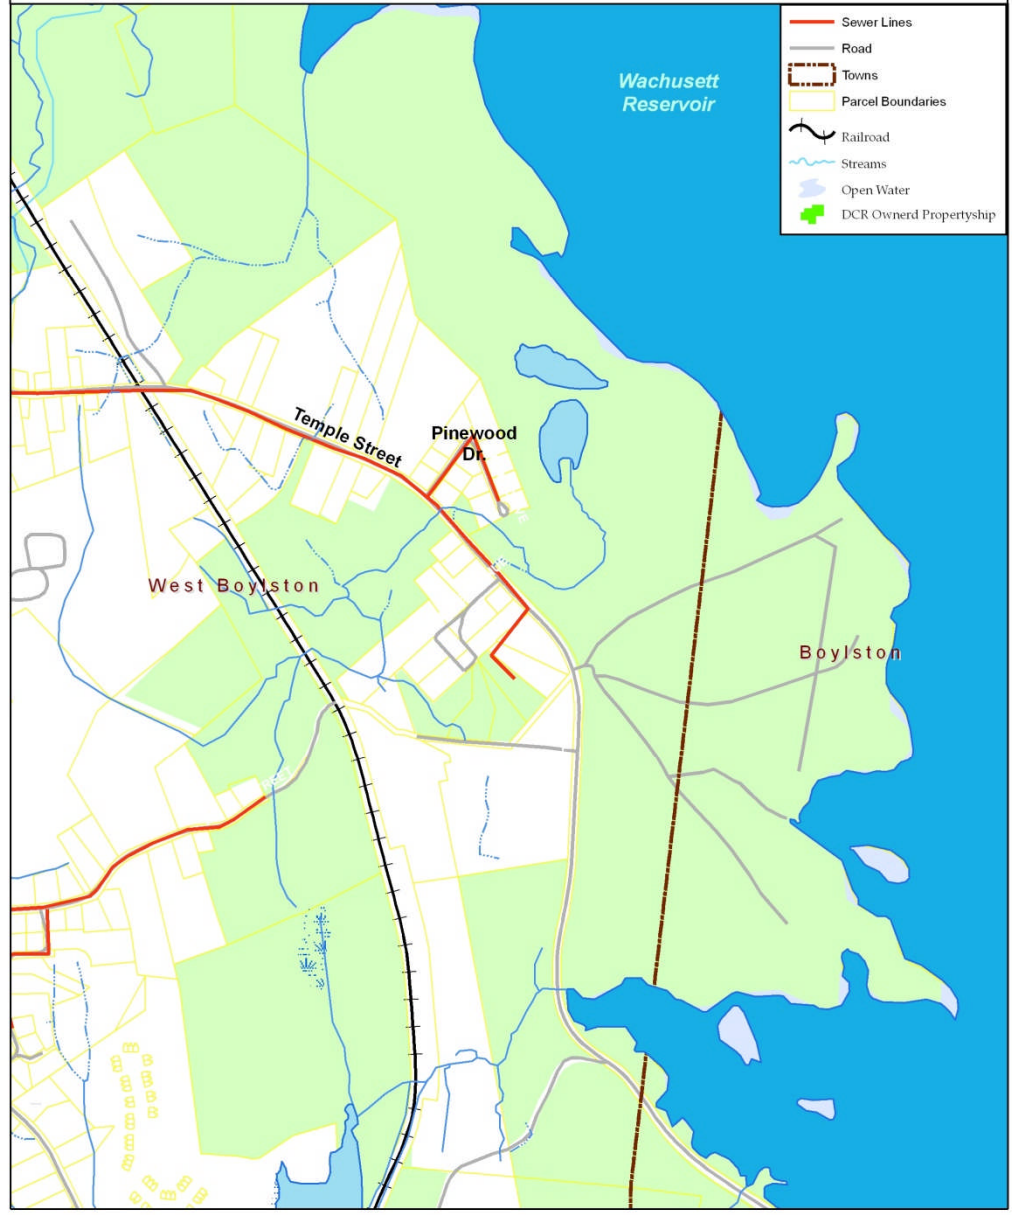 Sewer Lines
Road
Towns
Parcel Boundaries
Railroad
Streams
Open Water
DCR Ownerd Propertyship
Wachusett
Reservoir
Temple Street
Pinewood
Dr.
West Boylston
Boylston